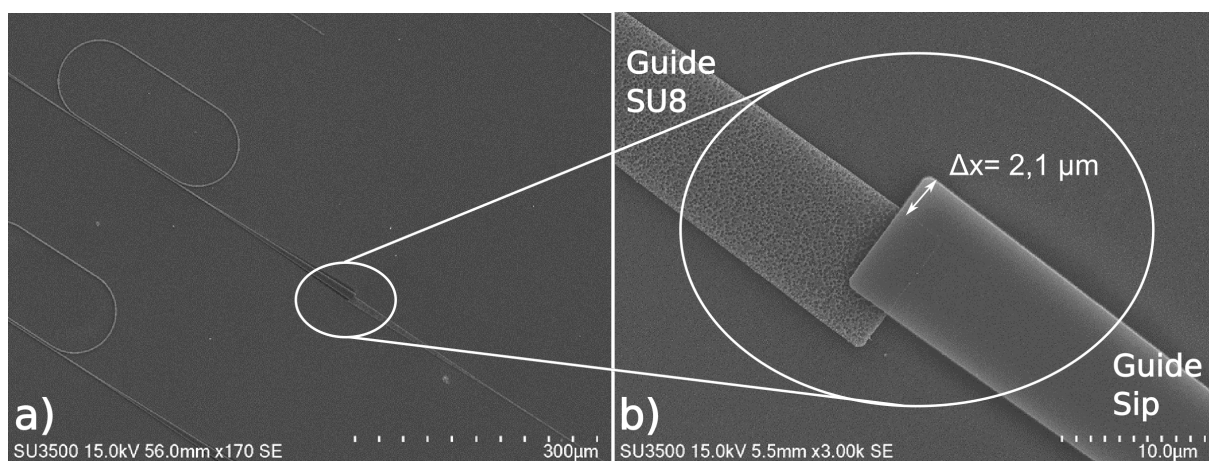 Guide
SU8
Δx= 2,1 µm
Guide
Sip
a)
SU3500 15.0kV 56.0mm x170 SE 300µm
b)
SU3500 15.0kV 5.5mm x3.00k SE 10.0µm